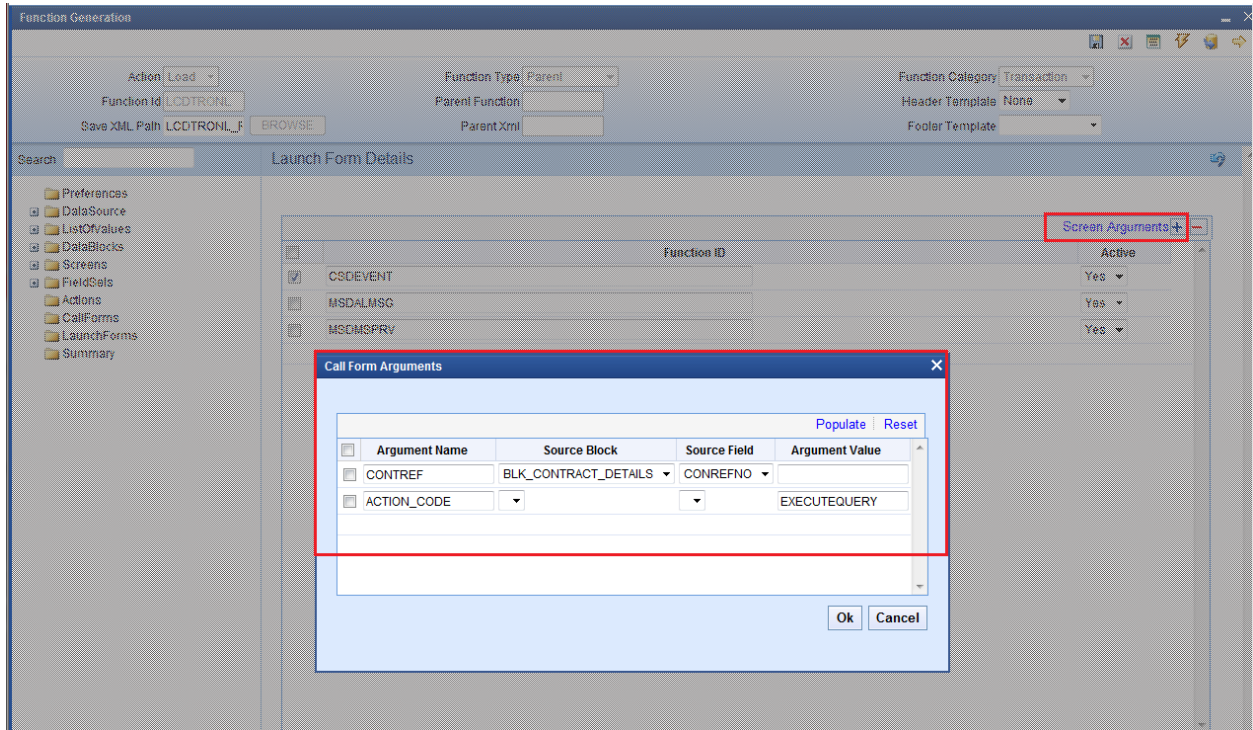 Function Generation
Action Load Function Type Parent Function Category Transaction
Function Id LCDTRONL Parent Function Header Template None
Save XML Path LCDTRONL_F BROWSE Parent Xml Footer Template
Search Launch Form Details
Preferences
DataSource
ListOfValues
DataBlocks
Screens
FieldSets
Actions
CallForms
LaunchForms
Summary
Screen Arguments
Function ID Active
CSDEVENT Yes
MSDALMSG Yes
MSDMSPRV Yes
Call Form Arguments
Populate Reset
Argument Name Source Block Source Field Argument Value
CONTREF BLK_CONTRACT_DETAILS CONREFNO
ACTION_CODE EXECUTEQUERY
Ok Cancel